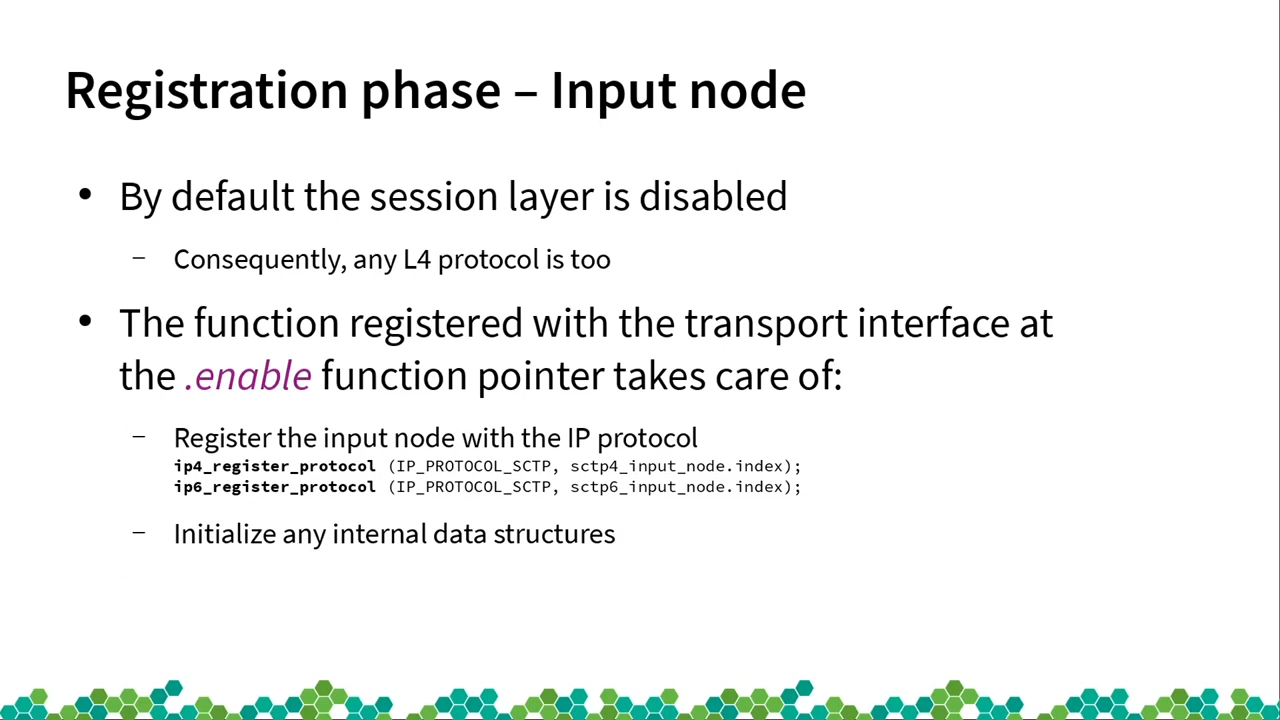 Registration phase – Input node
● By default the session layer is disabled
– Consequently, any L4 protocol is too
● The function registered with the transport interface at
the .enable function pointer takes care of:
– Register the input node with the IP protocol
ip4_register_protocol (IP_PROTOCOL_SCTP, sctp4_input_node.index);
ip6_register_protocol (IP_PROTOCOL_SCTP, sctp6_input_node.index);
– Initialize any internal data structures